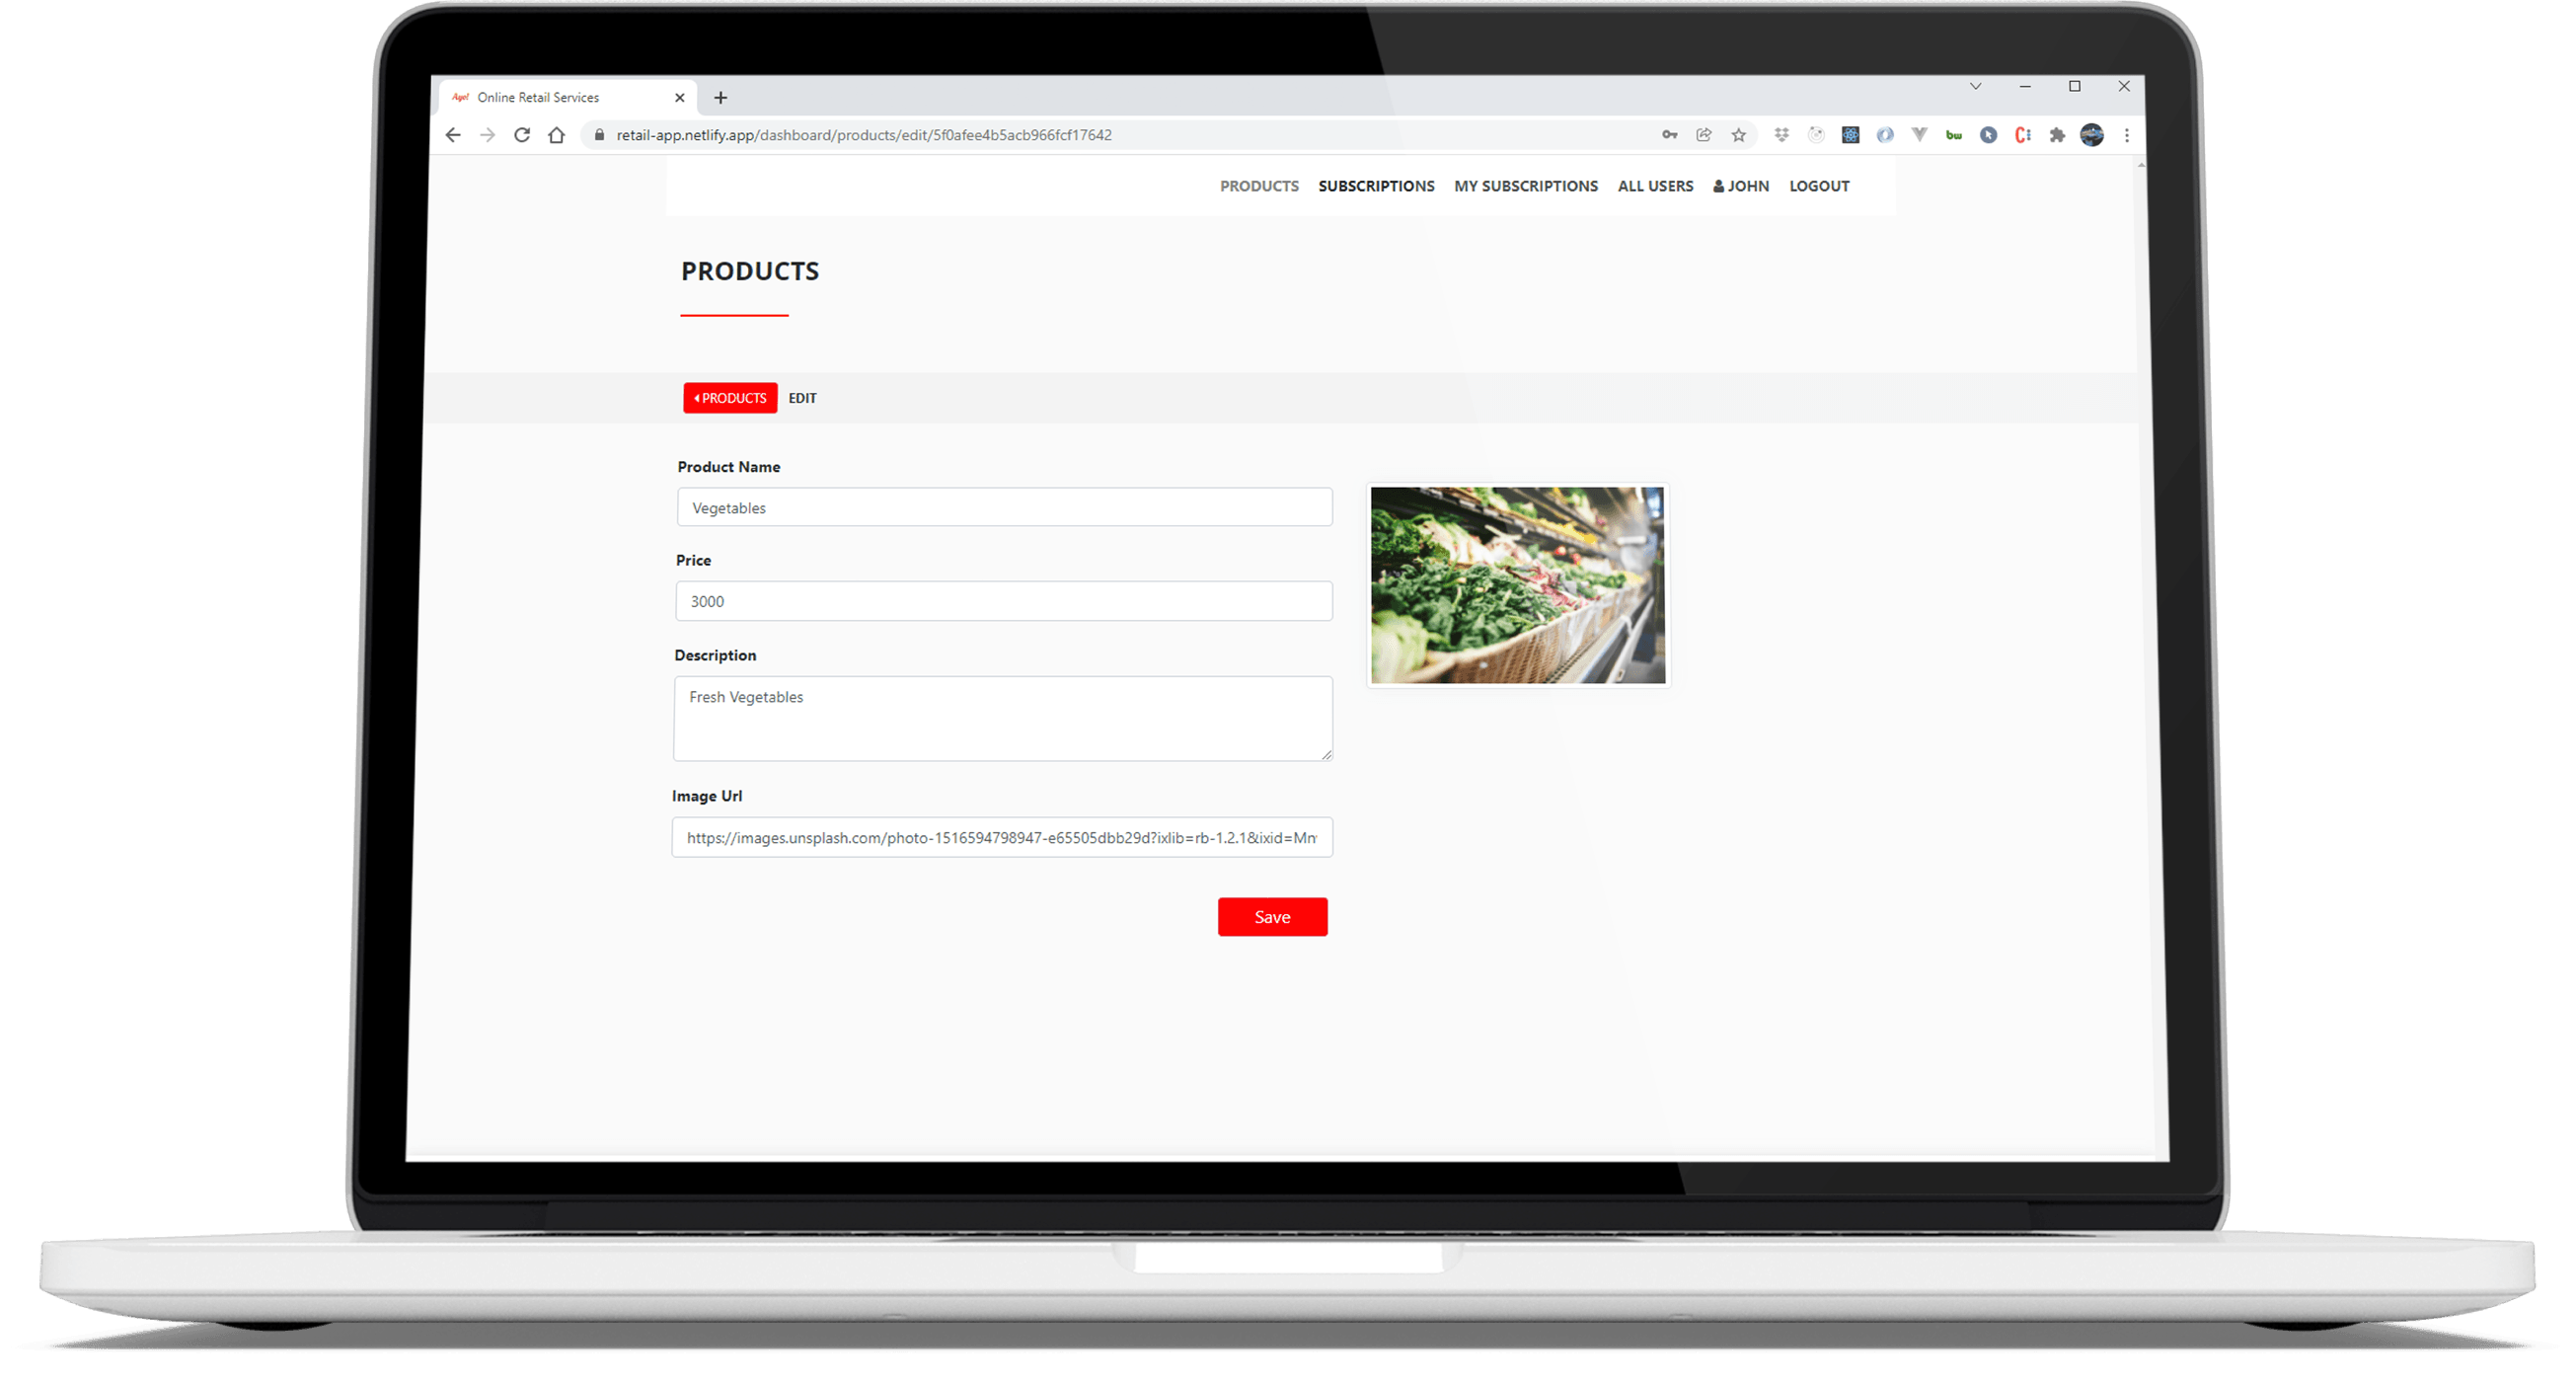 Ago! Online Retail Services
retail-app.netlify.app/dashboard/products/edit/5f0afee4b5acb966fcf17642
bw
PRODUCTS SUBSCRIPTIONS MY SUBSCRIPTIONS ALL USERS JOHN LOGOUT
PRODUCTS
PRODUCTS EDIT
Product Name
Vegetables
Price
3000
Description
Fresh Vegetables
Image Url
https://images.unsplash.com/photo-1516594798947-e65505dbb29d?ixlib=rb-1.2.1&ixid=Mn
Save